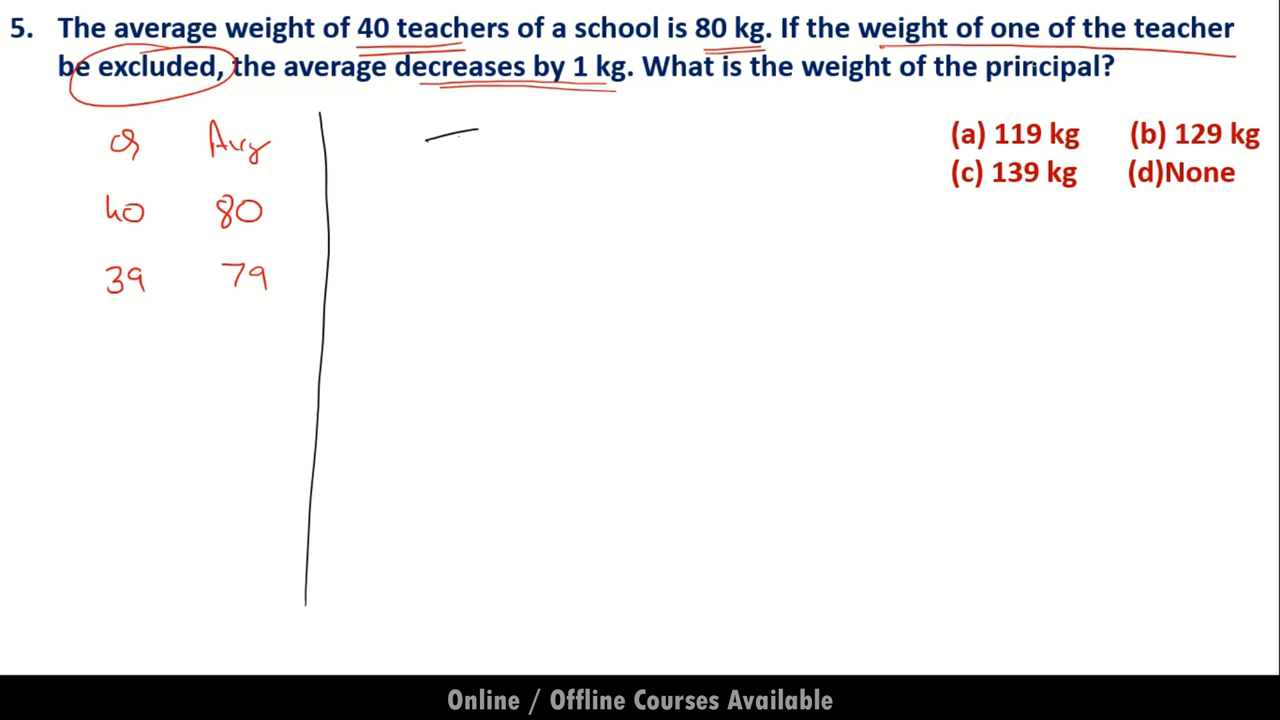 5. The average weight of 40 teachers of a school is 80 kg. If the weight of one of the teacher
be excluded, the average decreases by 1 kg. What is the weight of the principal?
(a) 119 kg (b) 129 kg
(c) 139 kg (d)None
Avg
40 80
39 79
Online / Offline Courses Available